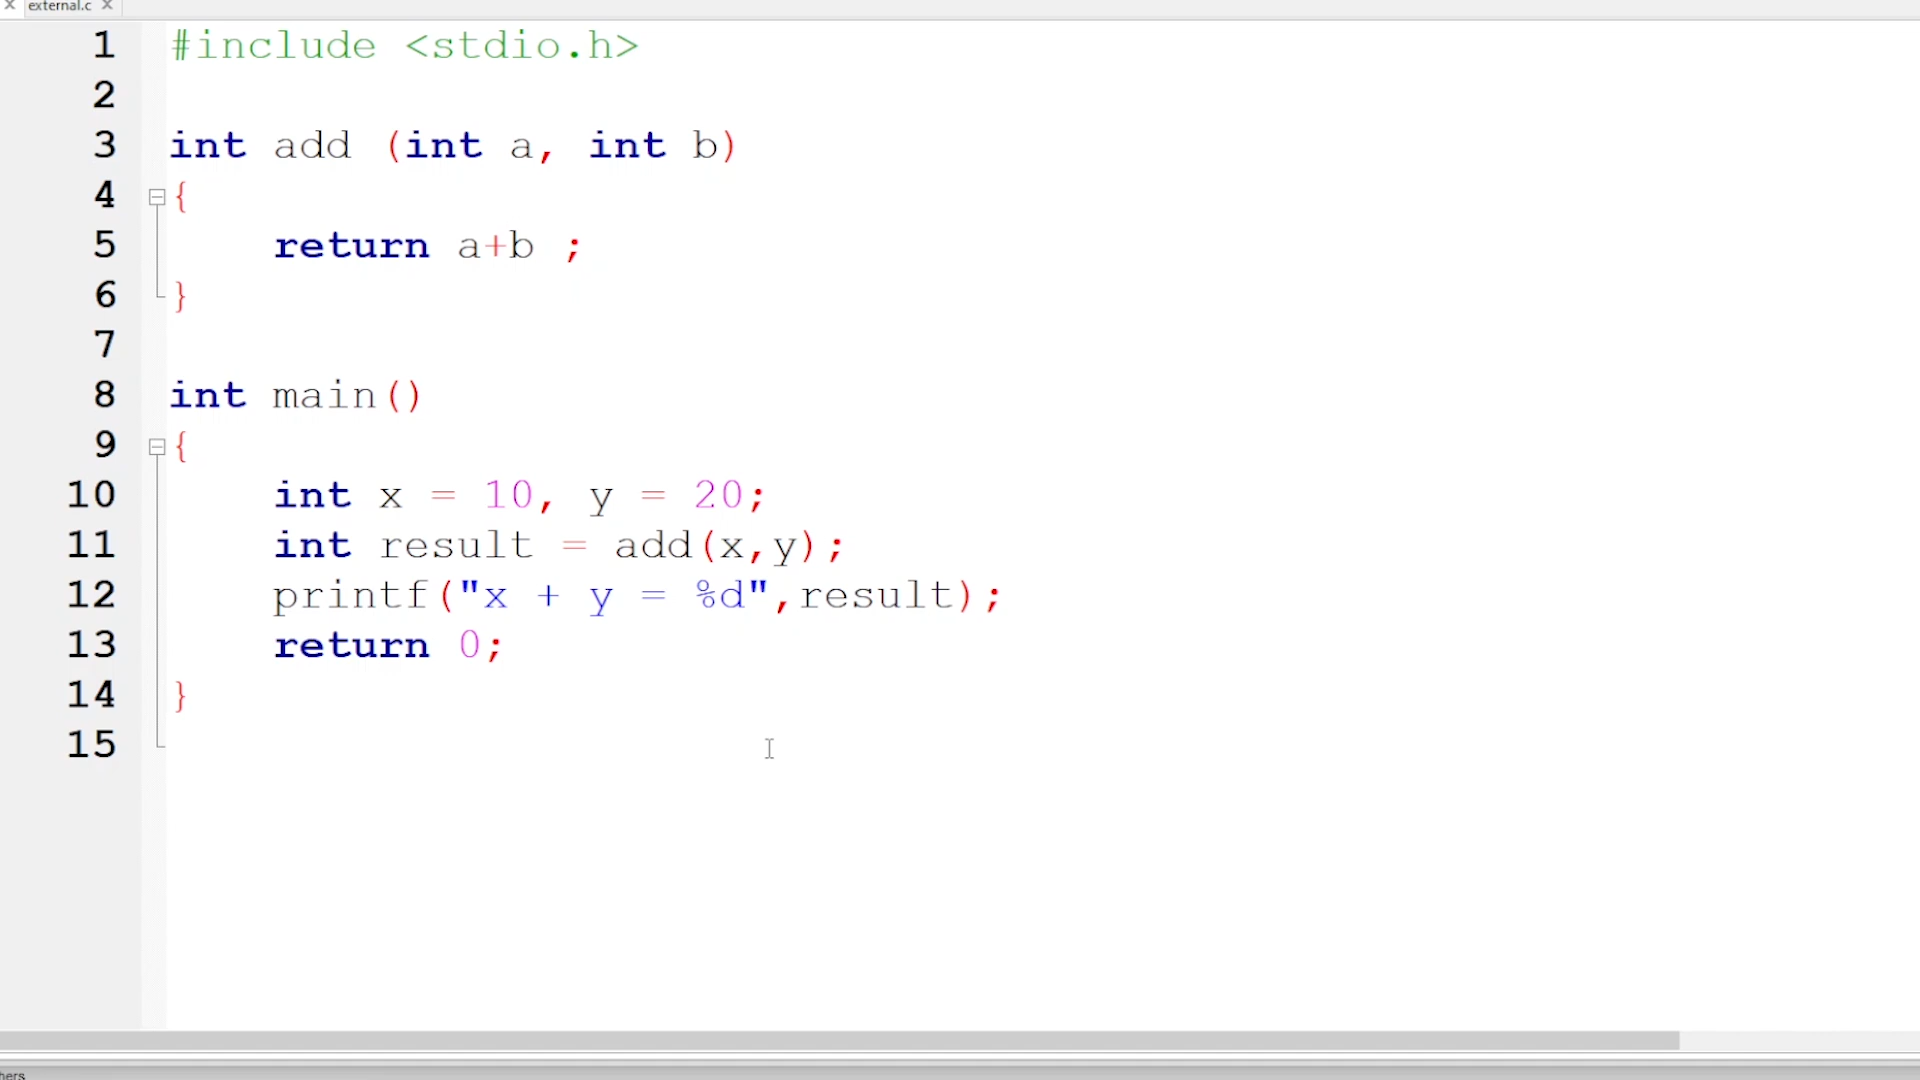 external.c
1 #include <stdio.h>
2
3 int add (int a, int b)
4 {
5 return a+b ;
6 }
7
8 int main()
9 {
10 int x = 10, y = 20;
11 int result = add(x,y);
12 printf("x + y = %d",result);
13 return 0;
14 }
15